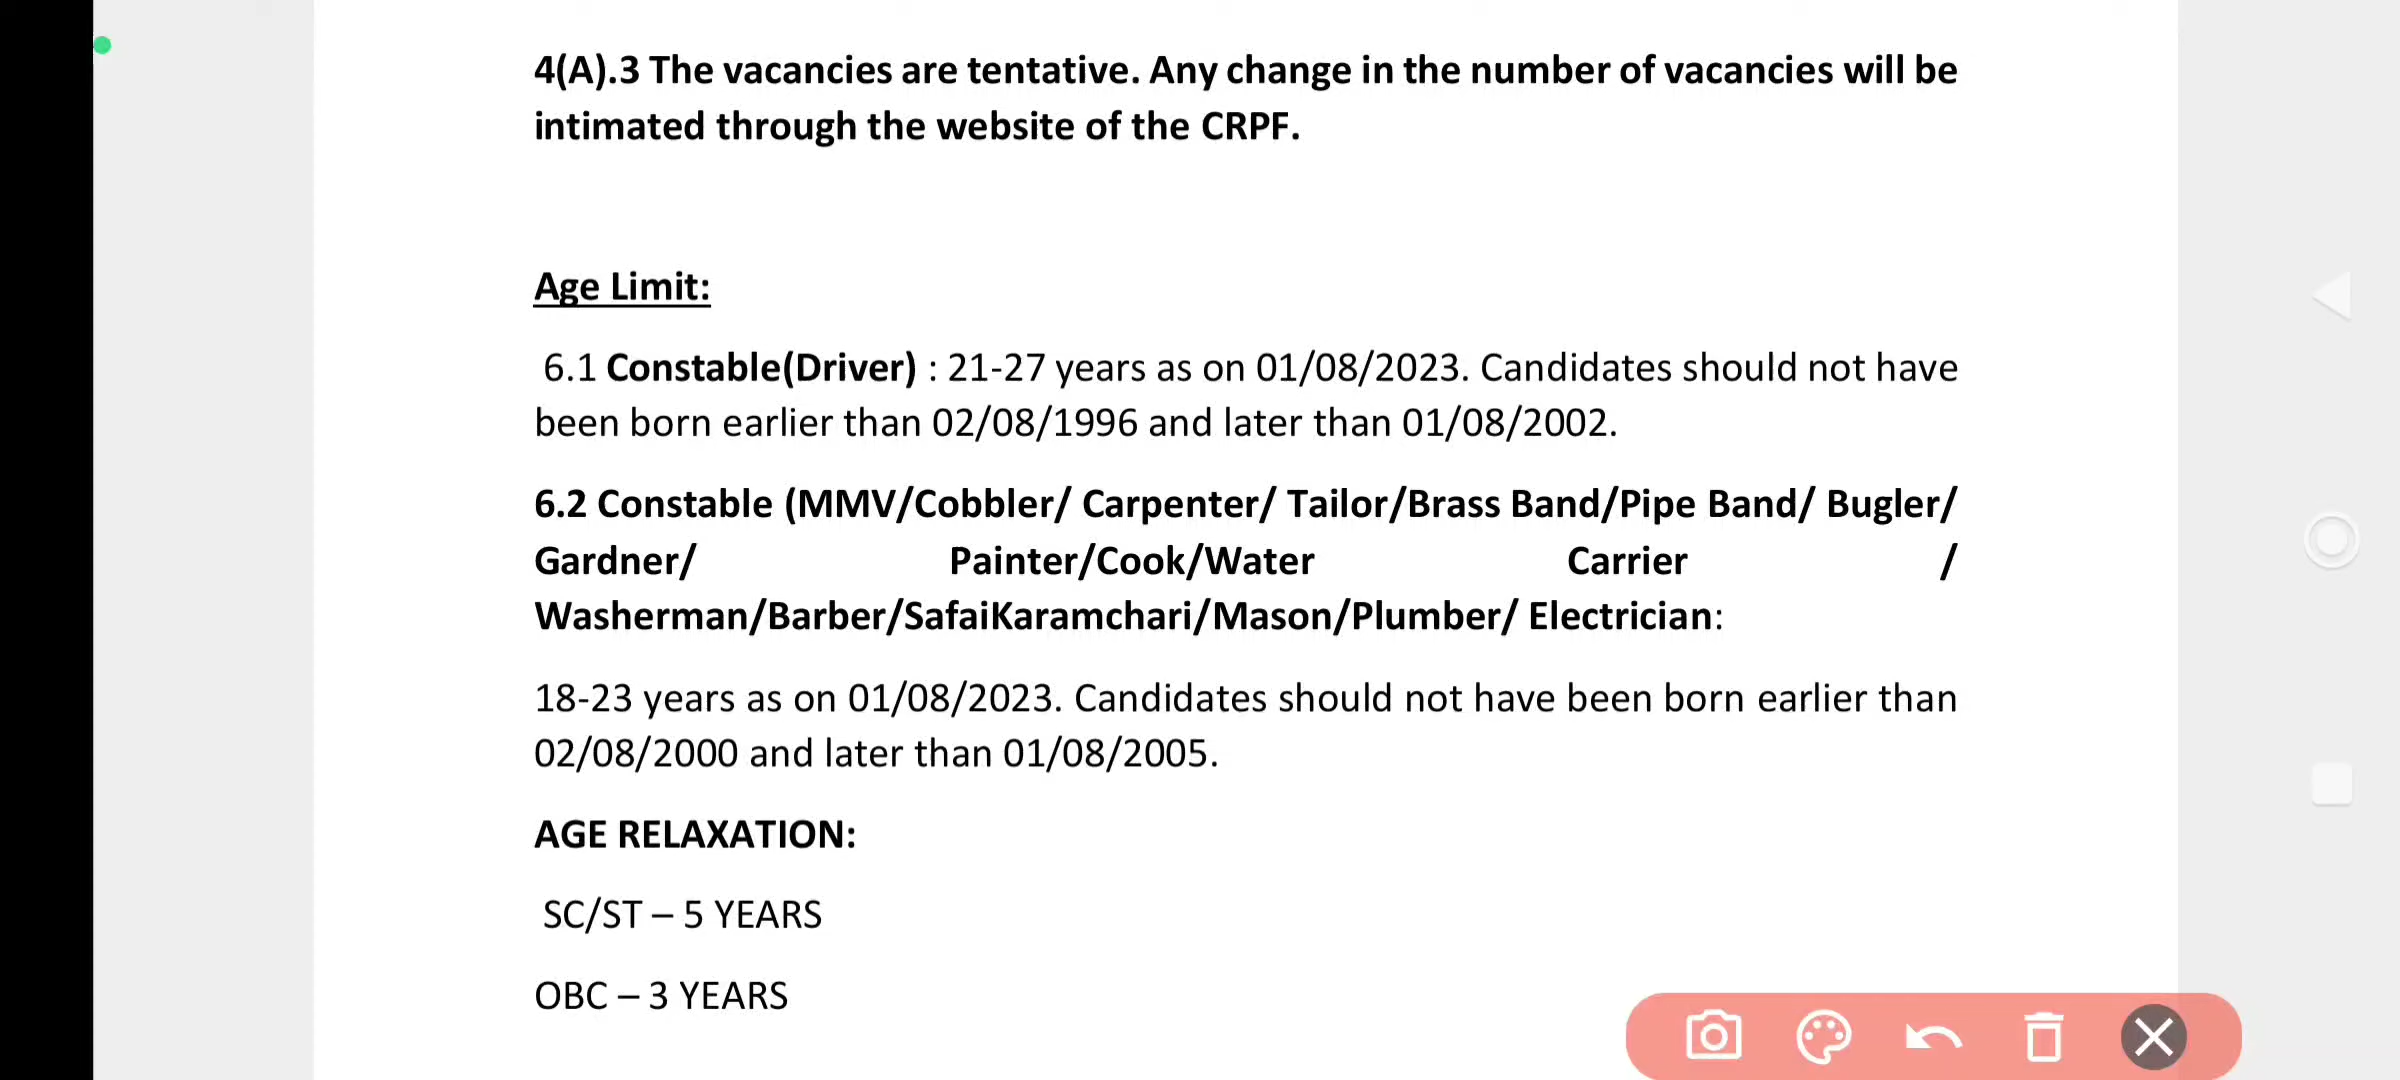 4(A).3 The vacancies are tentative. Any change in the number of vacancies will be
intimated through the website of the CRPF.
Age Limit:
6.1 Constable(Driver) : 21-27 years as on 01/08/2023. Candidates should not have
been born earlier than 02/08/1996 and later than 01/08/2002.
6.2 Constable (MMV/Cobbler/ Carpenter/ Tailor/Brass Band/Pipe Band/ Bugler/
Gardner/ Painter/Cook/Water Carrier /
Washerman/Barber/SafaiKaramchari/Mason/Plumber/ Electrician:
18-23 years as on 01/08/2023. Candidates should not have been born earlier than
02/08/2000 and later than 01/08/2005.
AGE RELAXATION:
SC/ST – 5 YEARS
OBC – 3 YEARS